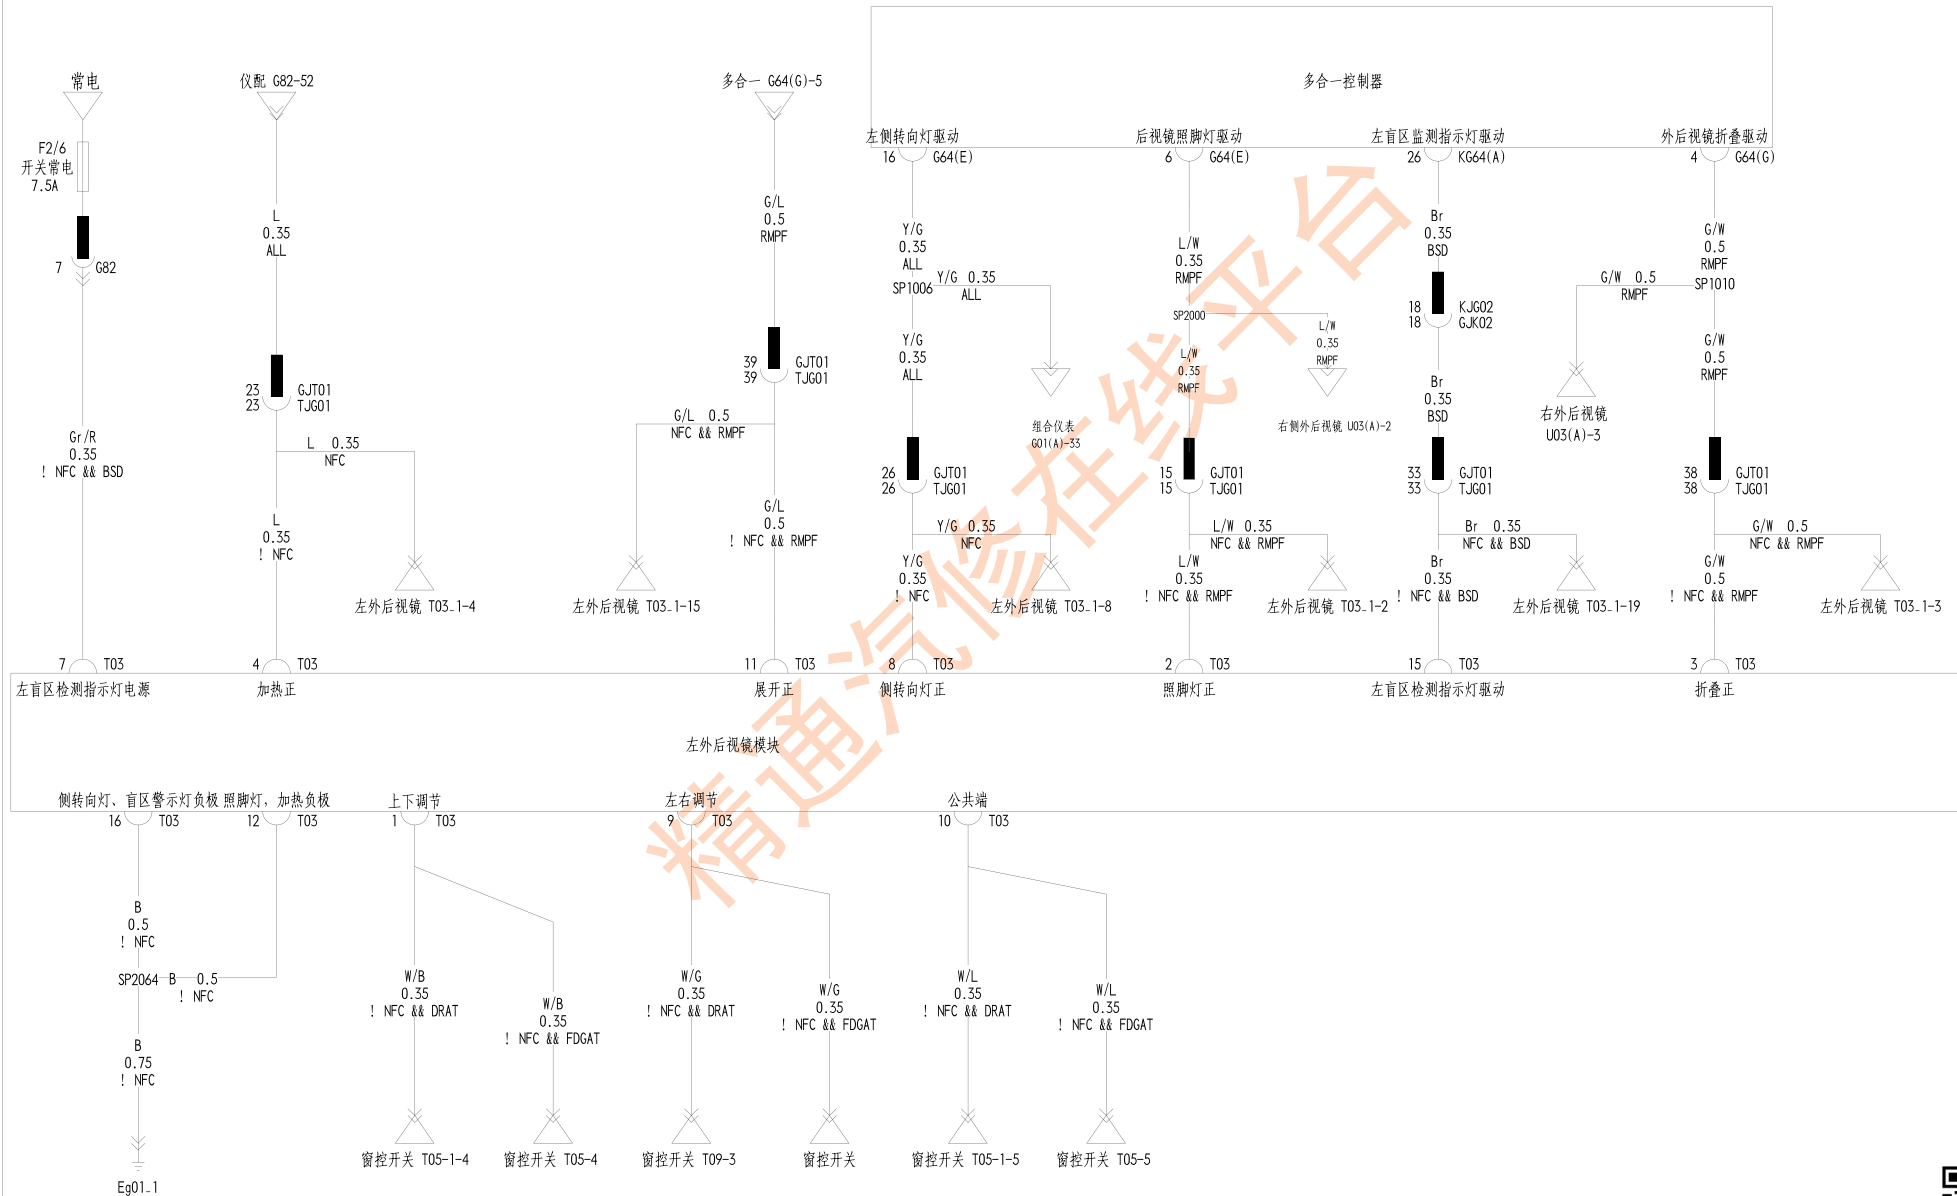 多合一控制器
常电
仪配 G82-52
多合一 G64(G)-5
左侧转向灯驱动
后视镜照脚灯驱动
左盲区监测指示灯驱动
外后视镜折叠驱动
16 G64(E)
6 G64(E)
26 KG64(A)
4 G64(G)
F2/6
开关常电
7.5A
7 G82
L
0.35
ALL
G/L
0.5
RMPF
Y/G
0.35
ALL
SP1006
Y/G 0.35
ALL
L/W
0.35
RMPF
SP2000
L/W
0.35
RMPF
Br
0.35
BSD
18 KJG02
18 GJK02
G/W
0.5
RMPF
SP1010
G/W 0.5
RMPF
23 GJT01
23 TJG01
39 GJT01
39 TJG01
Y/G
0.35
ALL
L/W
0.35
RMPF
Br
0.35
BSD
G/W
0.5
RMPF
组合仪表
G01(A)-33
右侧外后视镜 U03(A)-2
右外后视镜
U03(A)-3
Gr/R
0.35
! NFC && BSD
L 0.35
NFC
G/L 0.5
NFC && RMPF
26 GJT01
26 TJG01
15 GJT01
15 TJG01
33 GJT01
33 TJG01
38 GJT01
38 TJG01
L
0.35
! NFC
G/L
0.5
! NFC && RMPF
Y/G 0.35
NFC
L/W 0.35
NFC && RMPF
Br 0.35
NFC && BSD
G/W 0.5
NFC && RMPF
Y/G
0.35
! NFC
L/W
0.35
! NFC && RMPF
Br
0.35
! NFC && BSD
G/W
0.5
! NFC && RMPF
左外后视镜 T03_1-4
左外后视镜 T03_1-15
左外后视镜 T03_1-8
左外后视镜 T03_1-2
左外后视镜 T03_1-19
左外后视镜 T03_1-3
7 T03
4 T03
11 T03
8 T03
2 T03
15 T03
3 T03
左盲区检测指示灯电源
加热正
展开正
侧转向灯正
照脚灯正
左盲区检测指示灯驱动
折叠正
左外后视镜模块
侧转向灯、盲区警示灯负极
照脚灯, 加热负极
上下调节
左右调节
公共端
16 T03
12 T03
1 T03
9 T03
10 T03
B
0.5
! NFC
SP2064
B 0.5
! NFC
B
0.75
! NFC
Eg01_1
W/B
0.35
! NFC && DRAT
W/B
0.35
! NFC && FDGAT
W/G
0.35
! NFC && DRAT
W/G
0.35
! NFC && FDGAT
W/L
0.35
! NFC && DRAT
W/L
0.35
! NFC && FDGAT
窗控开关 T05-1-4
窗控开关 T05-4
窗控开关 T09-3
窗控开关
窗控开关 T05-1-5
窗控开关 T05-5
精通汽修在线平台